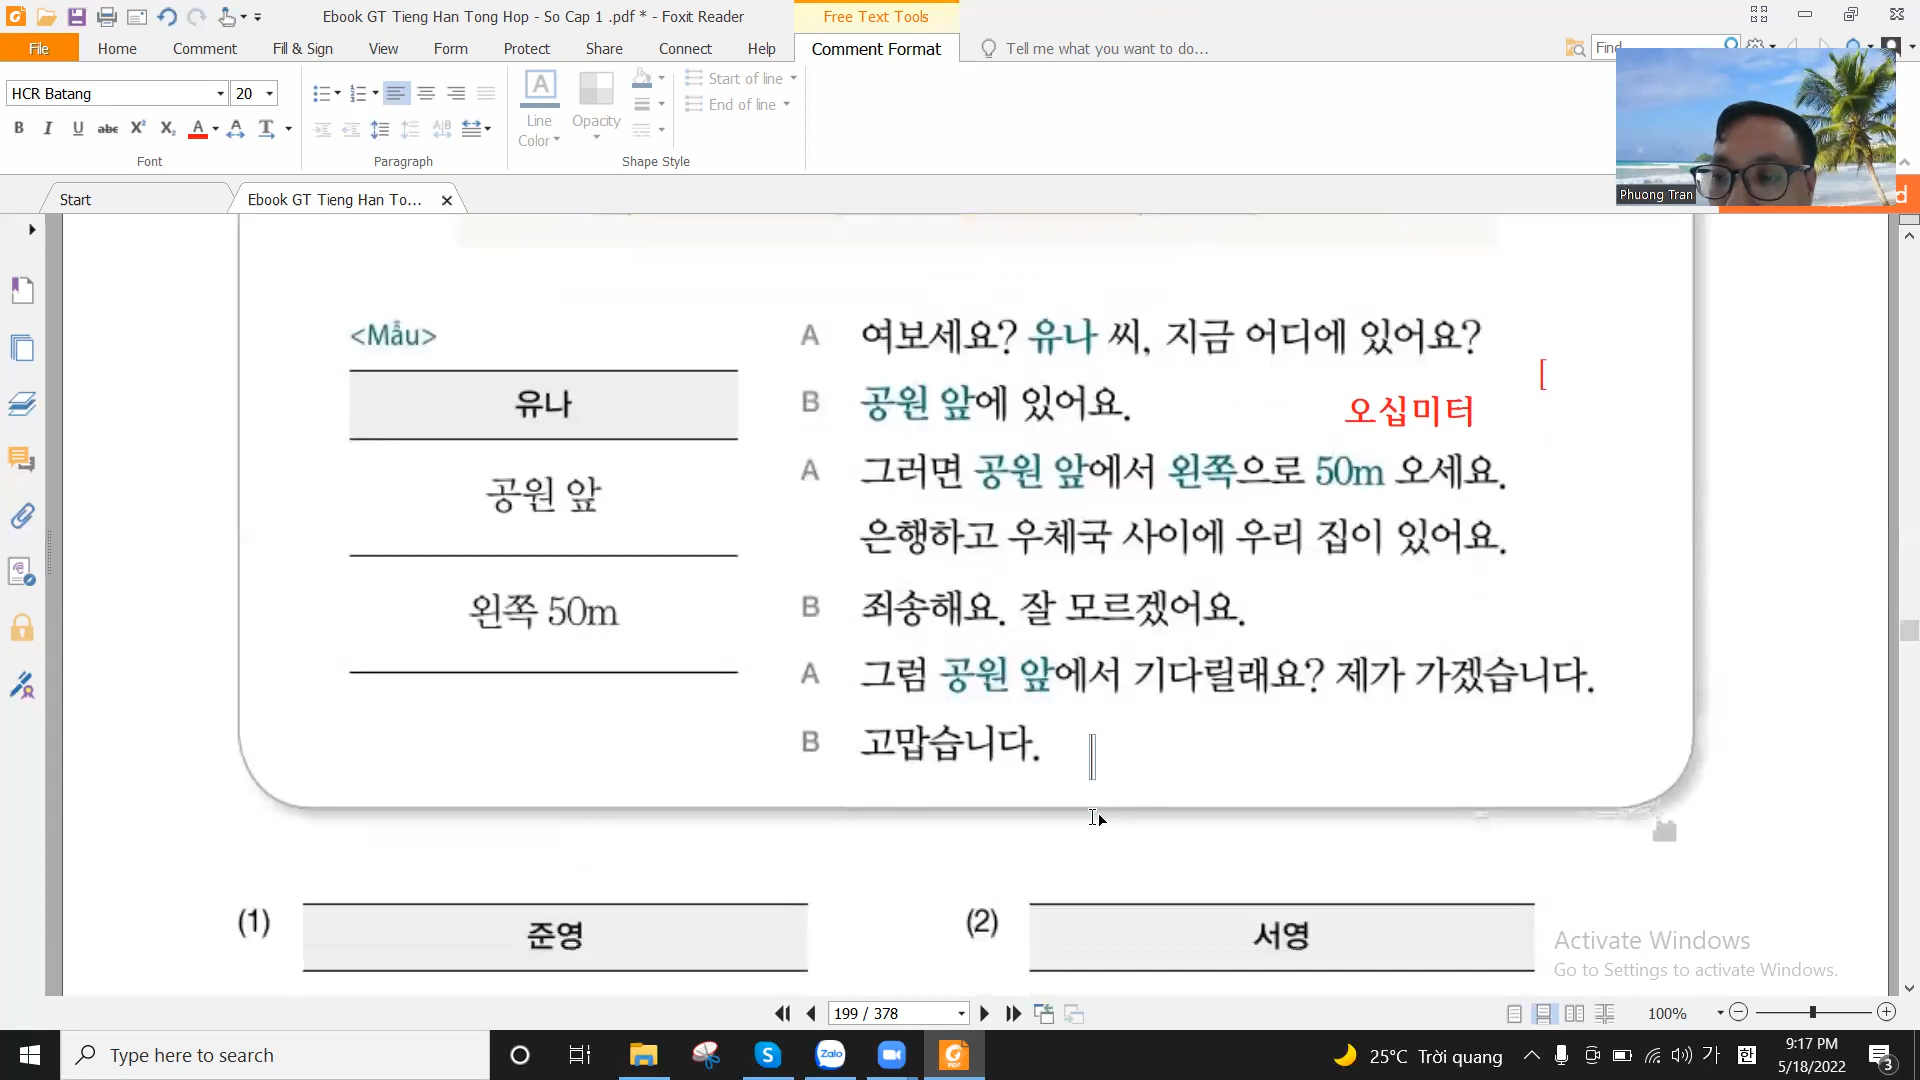 Ebook GT Tieng Han Tong Hop - So Cap 1 .pdf * - Foxit Reader
Free Text Tools
File
Home
Comment
Fill & Sign
View
Form
Protect
Share
Connect
Help
Comment Format
Tell me what you want to do...
Find
HCR Batang
20
Start of line
End of line
Line
Color
Opacity
Font
Paragraph
Shape Style
Phuong Tran
Start
Ebook GT Tieng Han To...
<Mẫu>
유나
공원 앞
왼쪽 50m
A 여보세요? 유나 씨, 지금 어디에 있어요?
[
B 공원 앞에 있어요.
오십미터
A 그러면 공원 앞에서 왼쪽으로 50m 오세요.
은행하고 우체국 사이에 우리 집이 있어요.
B 죄송해요. 잘 모르겠어요.
A 그럼 공원 앞에서 기다릴래요? 제가 가겠습니다.
B 고맙습니다.
(1) 준영
(2) 서영
Activate Windows
Go to Settings to activate Windows.
199 / 378
100%
Type here to search
Zalo
25°C Trời quang
가
한
9:17 PM
5/18/2022
3